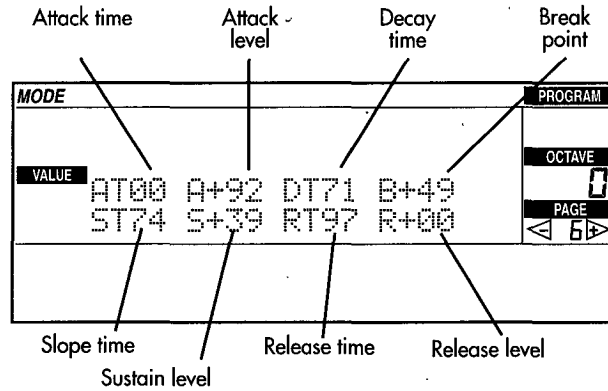 Attack time Attack level Decay time Break point
MODE PROGRAM
OCTAVE
VALUE 0
AT00 A+92 DT71 B+49
PAGE
ST74 S+39 RT97 R+00 - 6 +
Slope time Release time Release level
Sustain level